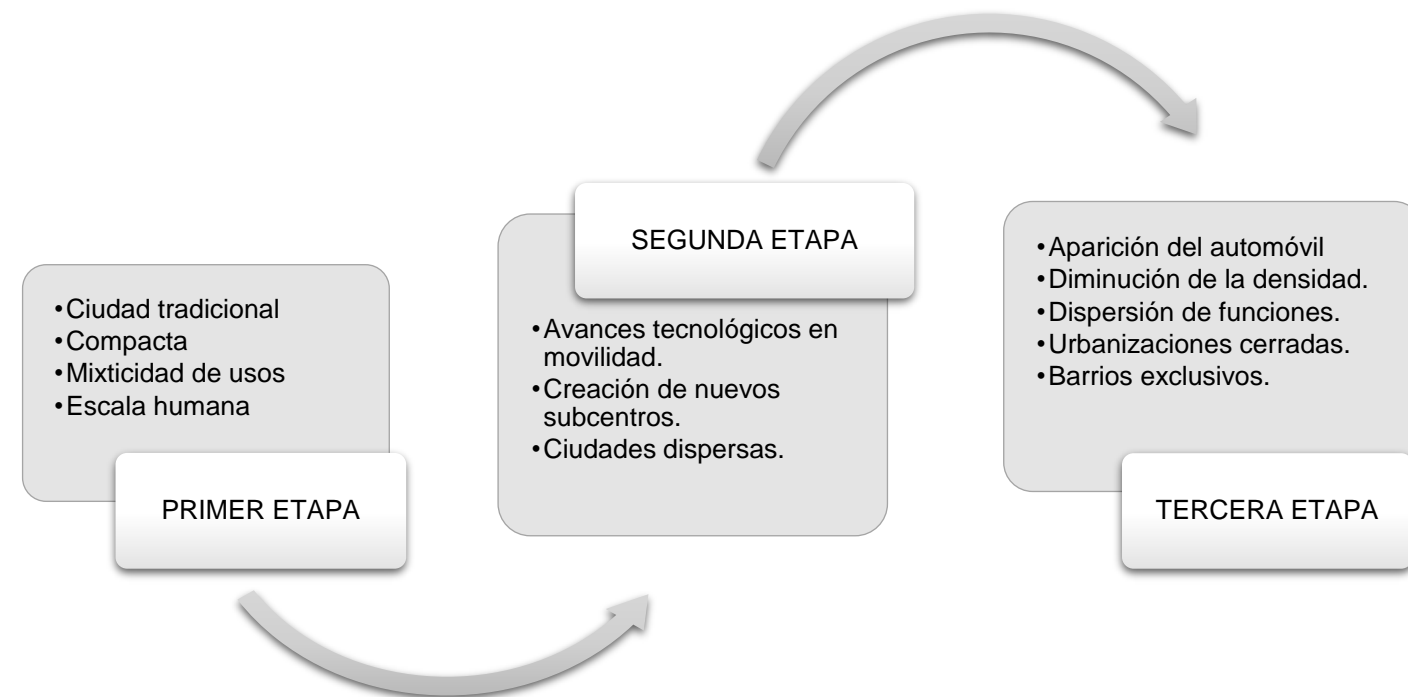 •Ciudad tradicional
•Compacta
•Mixticidad de usos
•Escala humana
PRIMER ETAPA
SEGUNDA ETAPA
•Avances tecnológicos en
movilidad.
•Creación de nuevos
subcentros.
•Ciudades dispersas.
•Aparición del automóvil
•Diminución de la densidad.
•Dispersión de funciones.
•Urbanizaciones cerradas.
•Barrios exclusivos.
TERCERA ETAPA